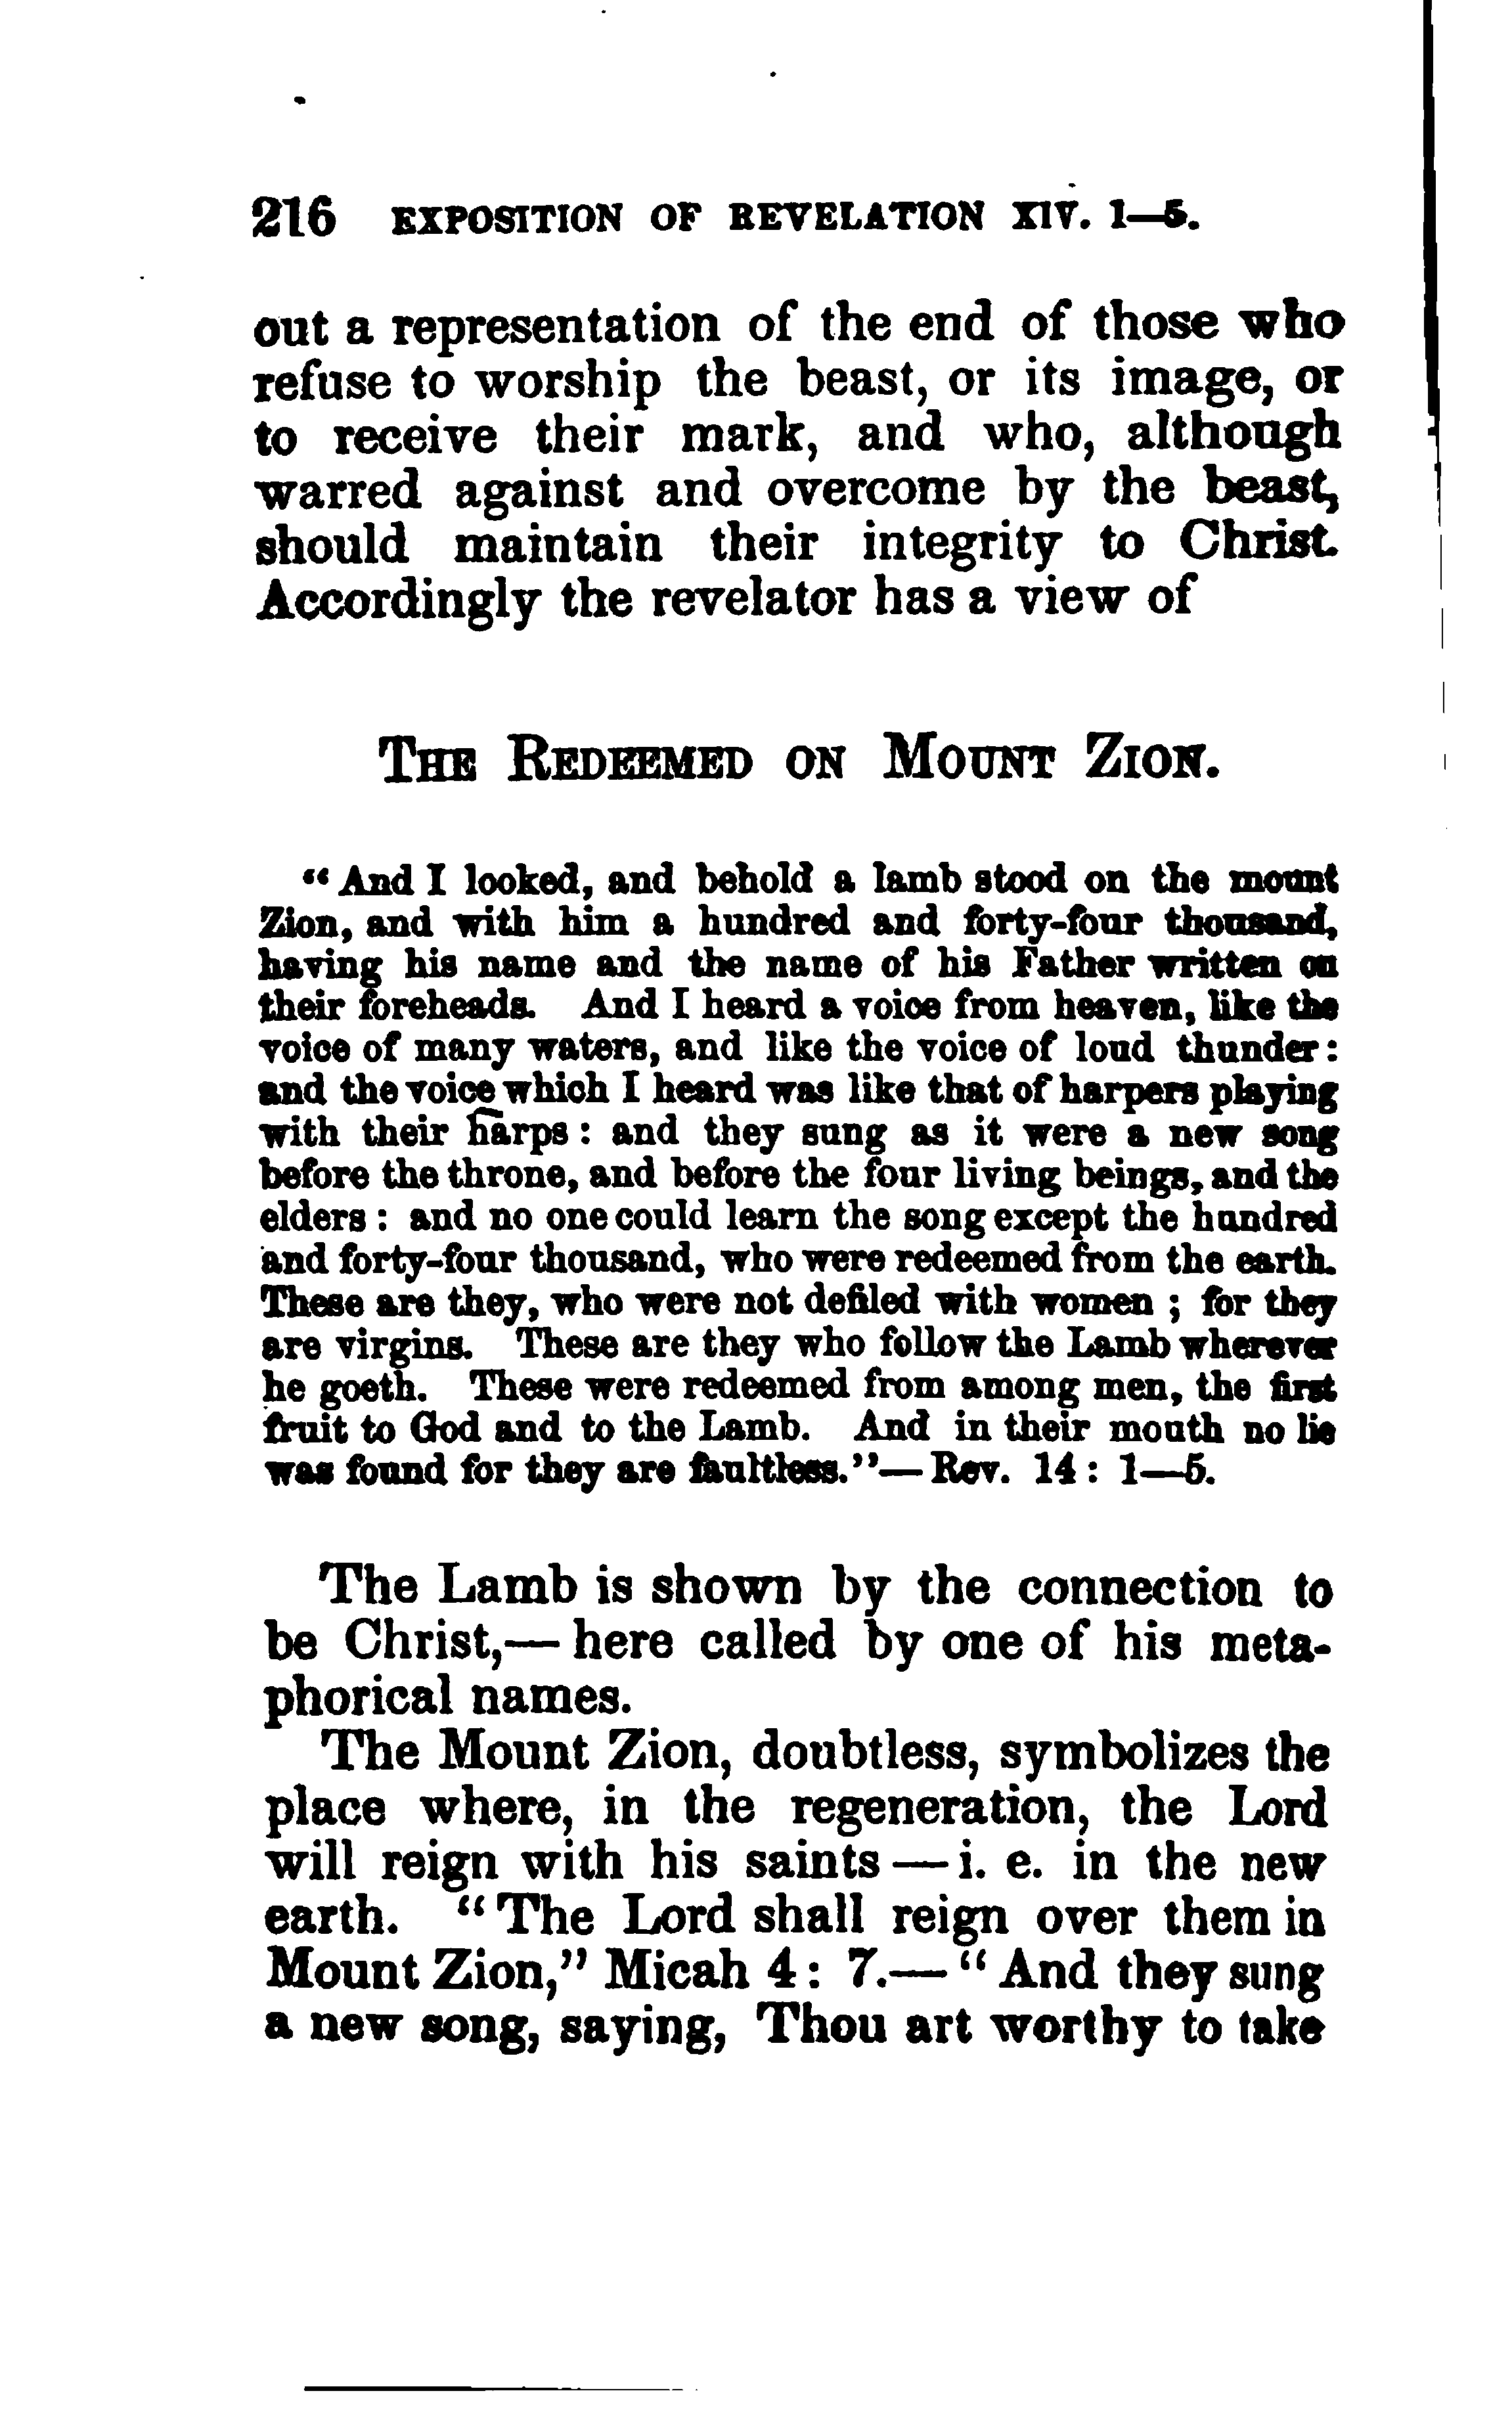 216 EXPOSITION OF REVELATION XIV. 1—5.
out a representation of the end of those who
refuse to worship the beast, or its image, or
to receive their mark, and who, although
warred against and overcome by the beast,
should maintain their integrity to Christ.
Accordingly the revelator has a view of
THE REDEEMED ON MOUNT ZION.
“And I looked, and behold a lamb stood on the mount
Zion, and with him a hundred and forty-four thousand,
having his name and the name of his Father written on
their foreheads. And I heard a voice from heaven, like the
voice of many waters, and like the voice of loud thunder:
and the voice which I heard was like that of harpers playing
with their harps: and they sung as it were a new song
before the throne, and before the four living beings, and the
elders: and no one could learn the song except the hundred
and forty-four thousand, who were redeemed from the earth.
These are they, who were not defiled with women; for they
are virgins. These are they who follow the Lamb wherever
he goeth. These were redeemed from among men, the first
fruit to God and to the Lamb. And in their mouth no lie
was found for they are faultless.”—Rev. 14: 1—5.
The Lamb is shown by the connection to
be Christ,—here called by one of his meta-
phorical names.
The Mount Zion, doubtless, symbolizes the
place where, in the regeneration, the Lord
will reign with his saints—i. e. in the new
earth. “The Lord shall reign over them in
Mount Zion,” Micah 4: 7.—“And they sung
a new song, saying, Thou art worthy to take